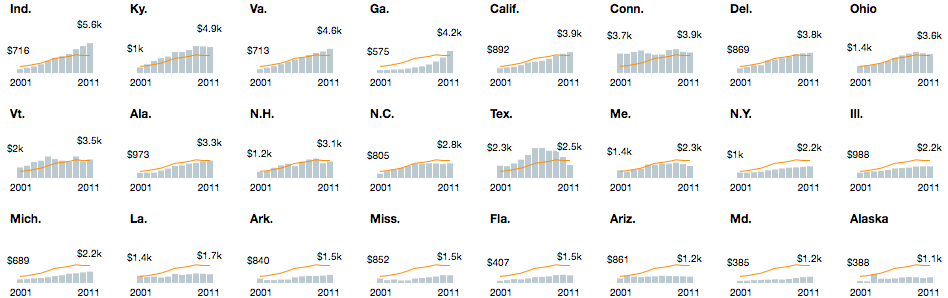 Ind. Ky. Va. Ga. Calif. Conn. Del. Ohio
$5.6k $4.9k $4.6k $4.2k $3.9k $3.7k $3.9k $3.8k $3.6k
$716 $1k $713 $575 $892 $869 $1.4k
2001 2011 2001 2011 2001 2011 2001 2011 2001 2011 2001 2011 2001 2011 2001 2011
Vt. Ala. N.H. N.C. Tex. Me. N.Y. Ill.
$2k $3.5k $973 $3.3k $1.2k $3.1k $805 $2.8k $2.3k $2.5k $1.4k $2.3k $1k $2.2k $988 $2.2k
2001 2011 2001 2011 2001 2011 2001 2011 2001 2011 2001 2011 2001 2011 2001 2011
Mich. La. Ark. Miss. Fla. Ariz. Md. Alaska
$689 $2.2k $1.4k $1.7k $840 $1.5k $852 $1.5k $407 $1.5k $861 $1.2k $385 $1.2k $388 $1.1k
2001 2011 2001 2011 2001 2011 2001 2011 2001 2011 2001 2011 2001 2011 2001 2011